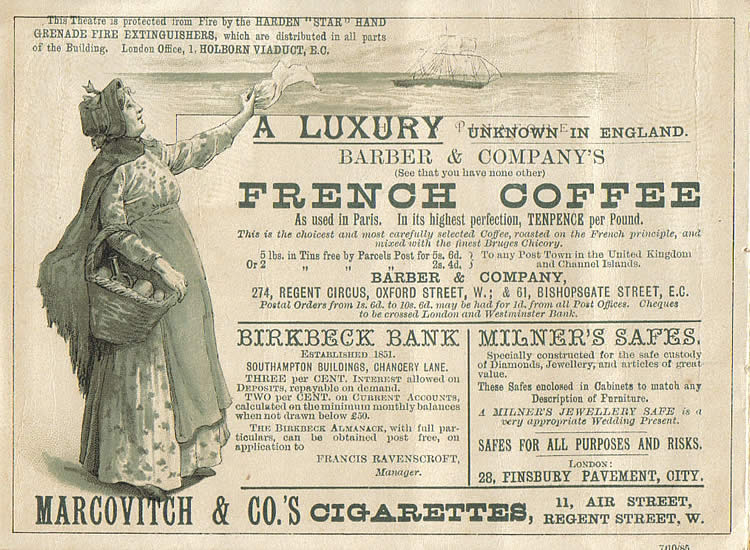 This Theatre is protected from Fire by the HARDEN "STAR" HAND
GRENADE FIRE EXTINGUISHERS, which are distributed in all parts
of the Building. London Office, 1, HOLBORN VIADUCT, E.C.
A LUXURY UNKNOWN IN ENGLAND.
BARBER & COMPANY'S
(See that you have none other)
FRENCH COFFEE
As used in Paris. In its highest perfection, TENPENCE per Pound.
This is the choicest and most carefully selected Coffee, roasted on the French principle, and
mixed with the finest Bruges Chicory.
5 lbs. in Tins free by Parcels Post for 5s. 6d. } To any Post Town in the United Kingdom
Or 2 „ „ „ 2s. 4d. } and Channel Islands.
BARBER & COMPANY,
274, REGENT CIRCUS, OXFORD STREET, W.; & 61, BISHOPSGATE STREET, E.C.
Postal Orders from 1s. 6d. to 10s. 6d. may be had for 1d. from all Post Offices. Cheques
to be crossed London and Westminster Bank.
BIRKBECK BANK
ESTABLISHED 1851.
SOUTHAMPTON BUILDINGS, CHANCERY LANE.
THREE per CENT. INTEREST allowed on
DEPOSITS, repayable on demand.
TWO per CENT. on CURRENT ACCOUNTS,
calculated on the minimum monthly balances
when not drawn below £50.
THE BIRKBECK ALMANACK, with full par-
ticulars, can be obtained post free, on
application to
FRANCIS RAVENSCROFT,
Manager.
MILNER'S SAFES.
Specially constructed for the safe custody
of Diamonds, Jewellery, and articles of great
value.
These Safes enclosed in Cabinets to match any
Description of Furniture.
A MILNER'S JEWELLERY SAFE is a
very appropriate Wedding Present.
SAFES FOR ALL PURPOSES AND RISKS.
LONDON:
28, FINSBURY PAVEMENT, CITY.
MARCOVITCH & CO.'S CIGARETTES, 11, AIR STREET,
REGENT STREET, W.